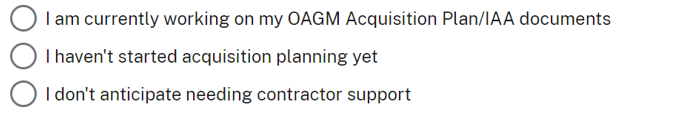 I am currently working on my OAGM Acquisition Plan/IAA documents
I haven't started acquisition planning yet
I don't anticipate needing contractor support